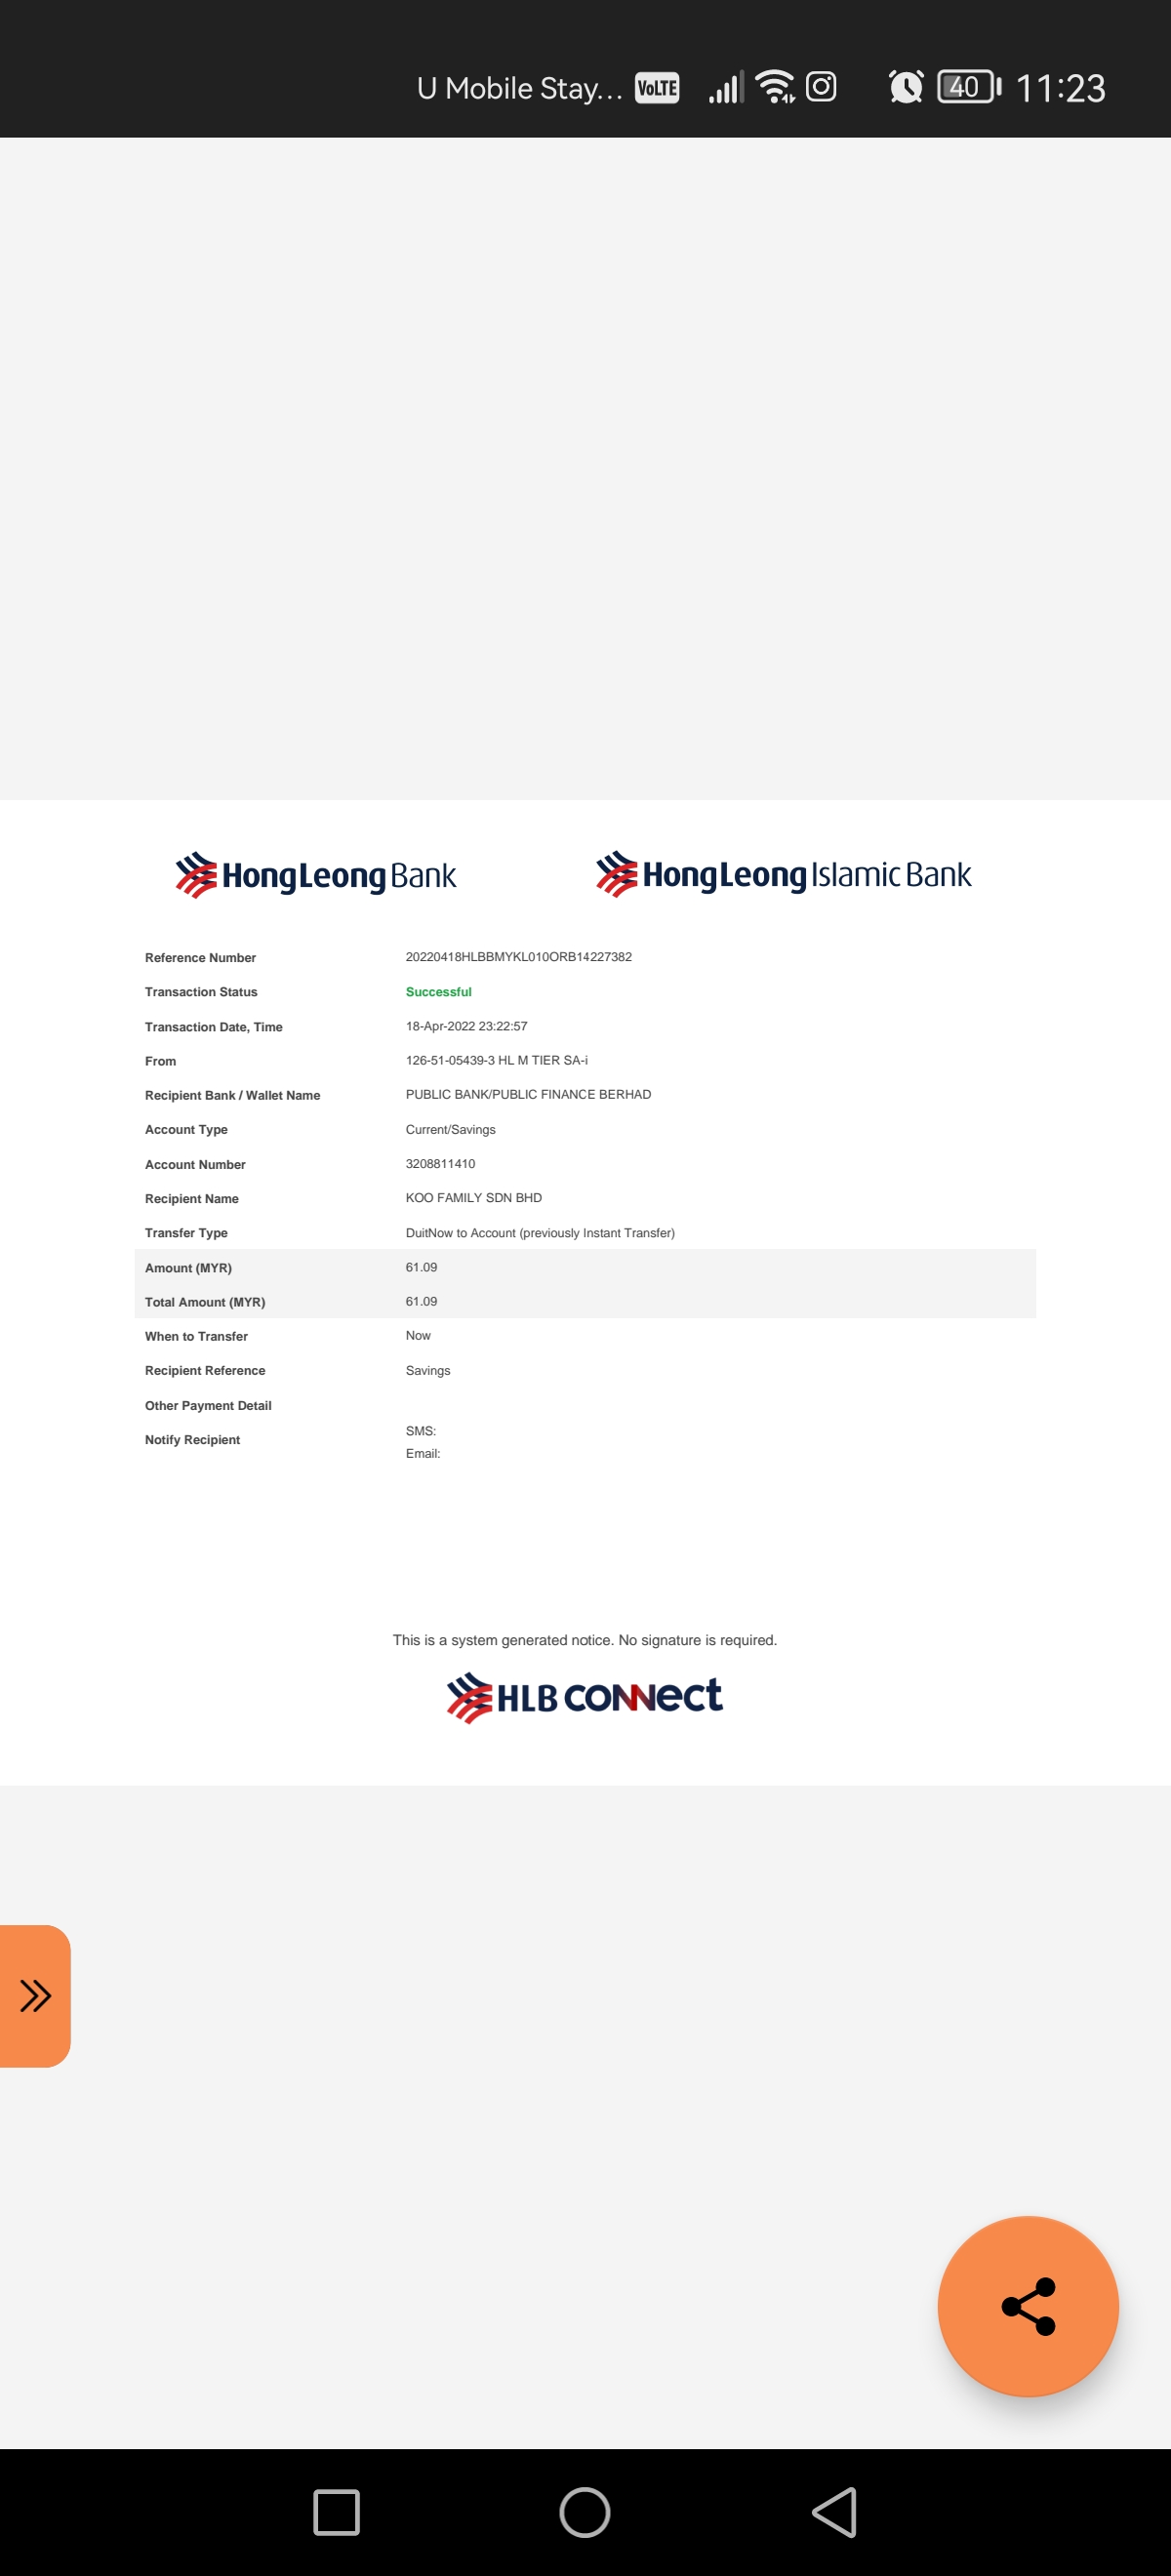 U Mobile Stay... VoLTE 40 11:23
HongLeong Bank HongLeong Islamic Bank
Reference Number 20220418HLBBMYKL010ORB14227382
Transaction Status Successful
Transaction Date, Time 18-Apr-2022 23:22:57
From 126-51-05439-3 HL M TIER SA-i
Recipient Bank / Wallet Name PUBLIC BANK/PUBLIC FINANCE BERHAD
Account Type Current/Savings
Account Number 3208811410
Recipient Name KOO FAMILY SDN BHD
Transfer Type DuitNow to Account (previously Instant Transfer)
Amount (MYR) 61.09
Total Amount (MYR) 61.09
When to Transfer Now
Recipient Reference Savings
Other Payment Detail
Notify Recipient SMS:
Email:
This is a system generated notice. No signature is required.
HLB CONNect